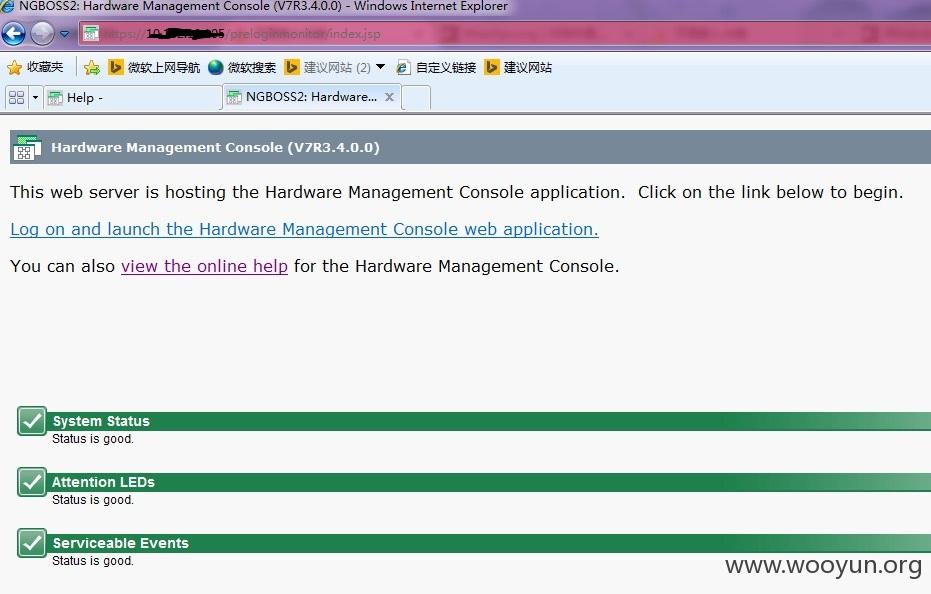 NGBOSS2: Hardware Management Console (V7R3.4.0.0) - Windows Internet Explorer
/preloginmonitor/index.jsp
收藏夹 微软上网导航 微软搜索 建议网站 (2) 自定义链接 建议网站
Help -
NGBOSS2: Hardware...
Hardware Management Console (V7R3.4.0.0)
This web server is hosting the Hardware Management Console application. Click on the link below to begin.
Log on and launch the Hardware Management Console web application.
You can also view the online help for the Hardware Management Console.
System Status
Status is good.
Attention LEDs
Status is good.
Serviceable Events
Status is good.
www.wooyun.org